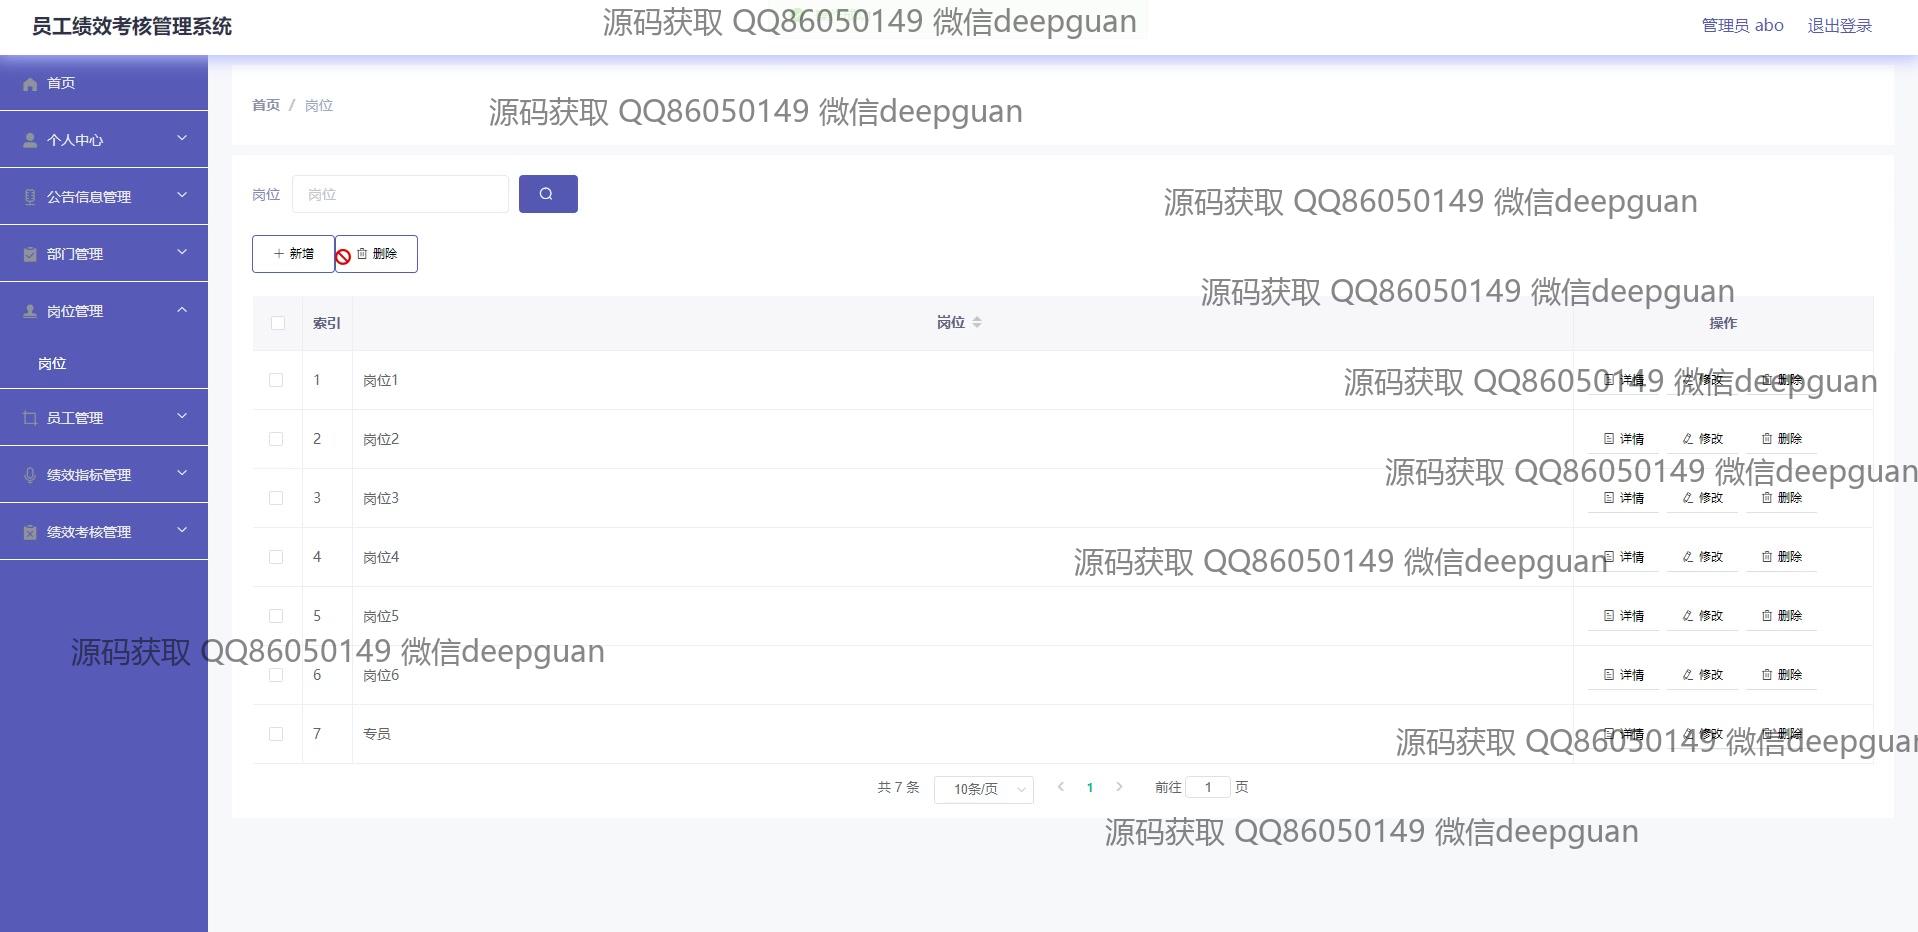 员工绩效考核管理系统
源码获取 QQ86050149 微信deepguan
管理员 abo 退出登录
首页
个人中心
公告信息管理
部门管理
岗位管理
岗位
员工管理
绩效指标管理
绩效考核管理
首页 / 岗位
源码获取 QQ86050149 微信deepguan
岗位 岗位
源码获取 QQ86050149 微信deepguan
新增 删除
源码获取 QQ86050149 微信deepguan
索引 岗位 操作
1 岗位1 详情 修改 删除
源码获取 QQ86050149 微信deepguan
2 岗位2 详情 修改 删除
源码获取 QQ86050149 微信deepguan
3 岗位3 详情 修改 删除
4 岗位4 详情 修改 删除
源码获取 QQ86050149 微信deepguan
5 岗位5 详情 修改 删除
源码获取 QQ86050149 微信deepguan
6 岗位6 详情 修改 删除
7 专员 详情 修改 删除
源码获取 QQ86050149 微信deepguan
共 7 条 10条/页 1 前往 1 页
源码获取 QQ86050149 微信deepguan